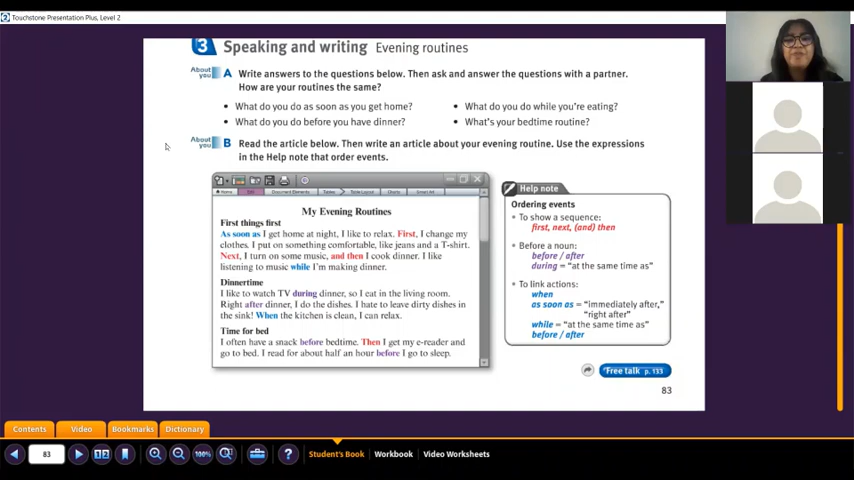 Touchstone Presentation Plus, Level 2
3 Speaking and writing Evening routines
About you A Write answers to the questions below. Then ask and answer the questions with a partner.
How are your routines the same?
• What do you do as soon as you get home?
• What do you do before you have dinner?
• What do you do while you're eating?
• What's your bedtime routine?
About you B Read the article below. Then write an article about your evening routine. Use the expressions
in the Help note that order events.
Home
Document Elements Tables Table Layout Charts Smart Art
My Evening Routines
First things first
As soon as I get home at night, I like to relax. First, I change my
clothes. I put on something comfortable, like jeans and a T-shirt.
Next, I turn on some music, and then I cook dinner. I like
listening to music while I'm making dinner.
Dinnertime
I like to watch TV during dinner, so I eat in the living room.
Right after dinner, I do the dishes. I hate to leave dirty dishes in
the sink! When the kitchen is clean, I can relax.
Time for bed
I often have a snack before bedtime. Then I get my e-reader and
go to bed. I read for about half an hour before I go to sleep.
Help note
Ordering events
• To show a sequence:
first, next, (and) then
• Before a noun:
before / after
during = "at the same time as"
• To link actions:
when
as soon as = "immediately after,"
"right after"
while = "at the same time as"
before / after
Free talk p. 133
83
Contents Video Bookmarks Dictionary
83 1 2 100% ? Student's Book Workbook Video Worksheets